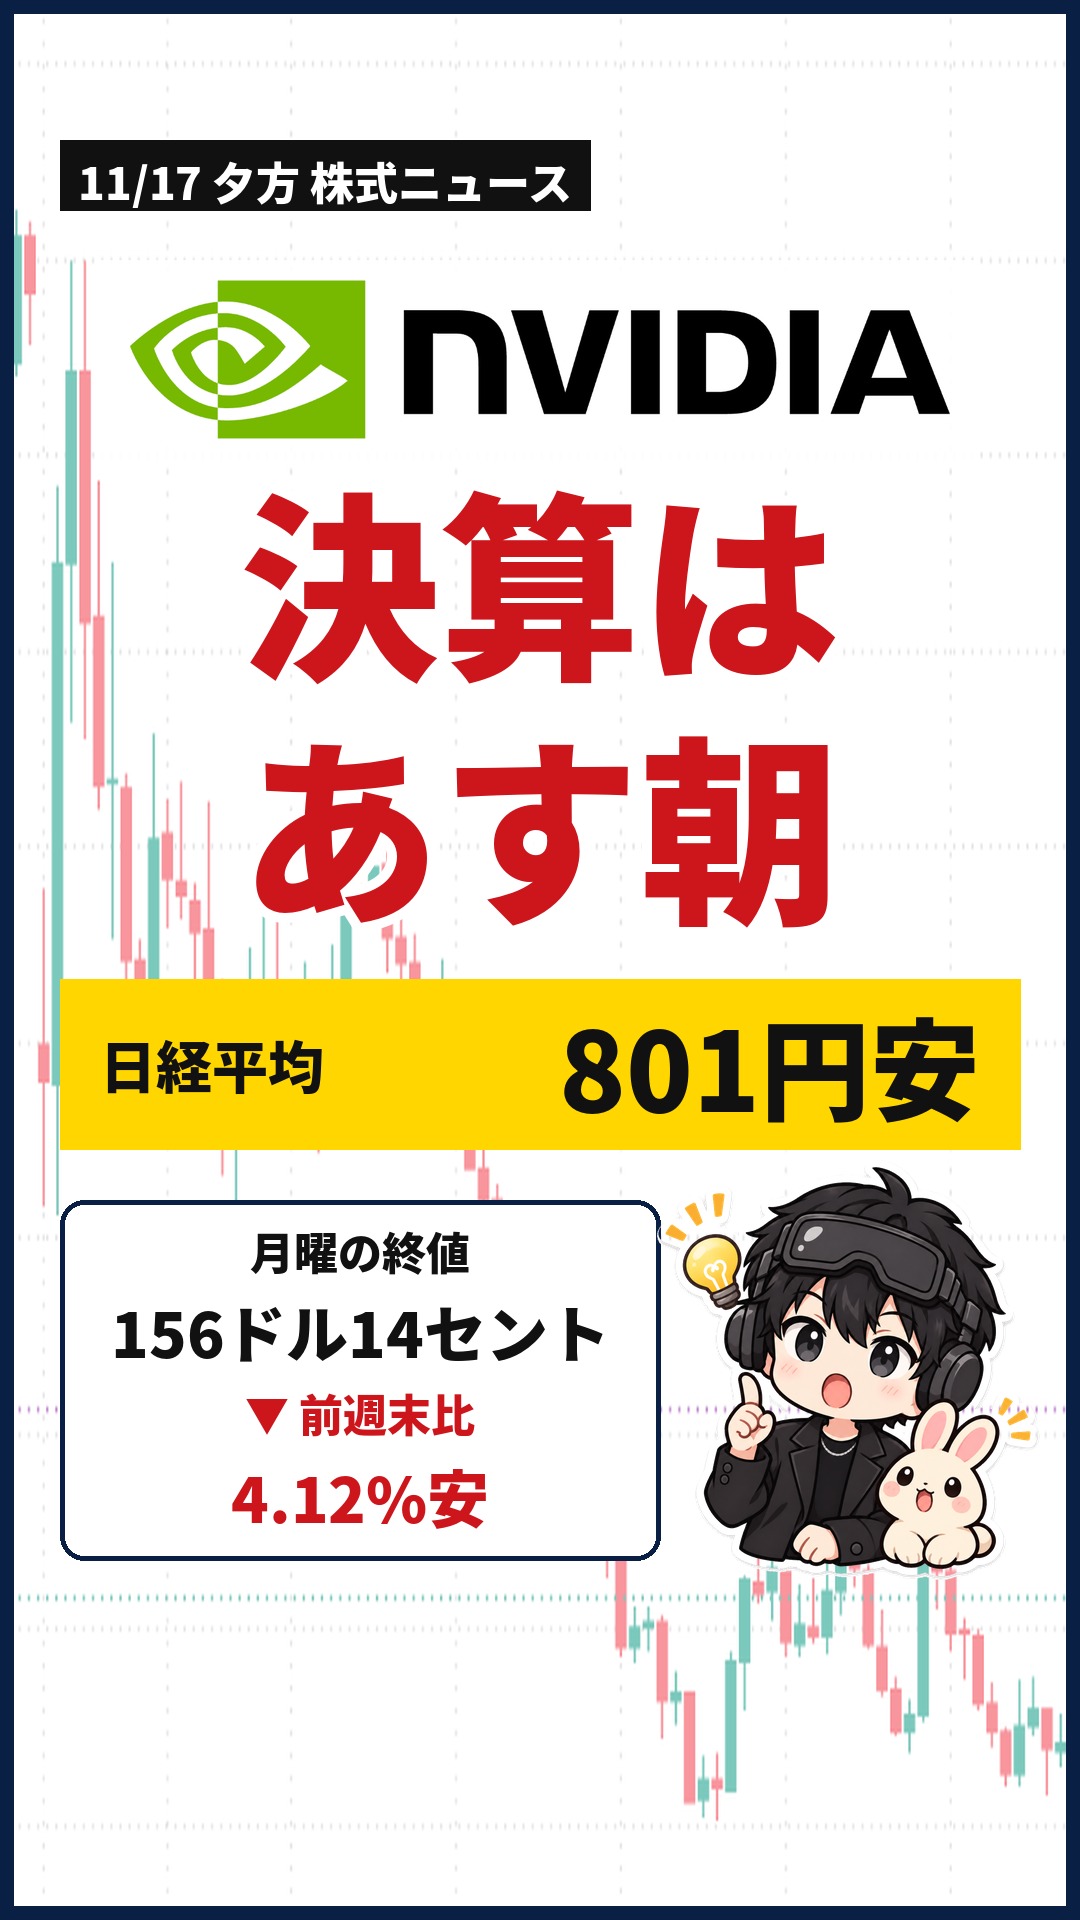 11/17 夕方 株式ニュース
NVIDIA
決算は
あす朝
日経平均 801円安
月曜の終値
156ドル14セント
▼ 前週末比
4.12%安